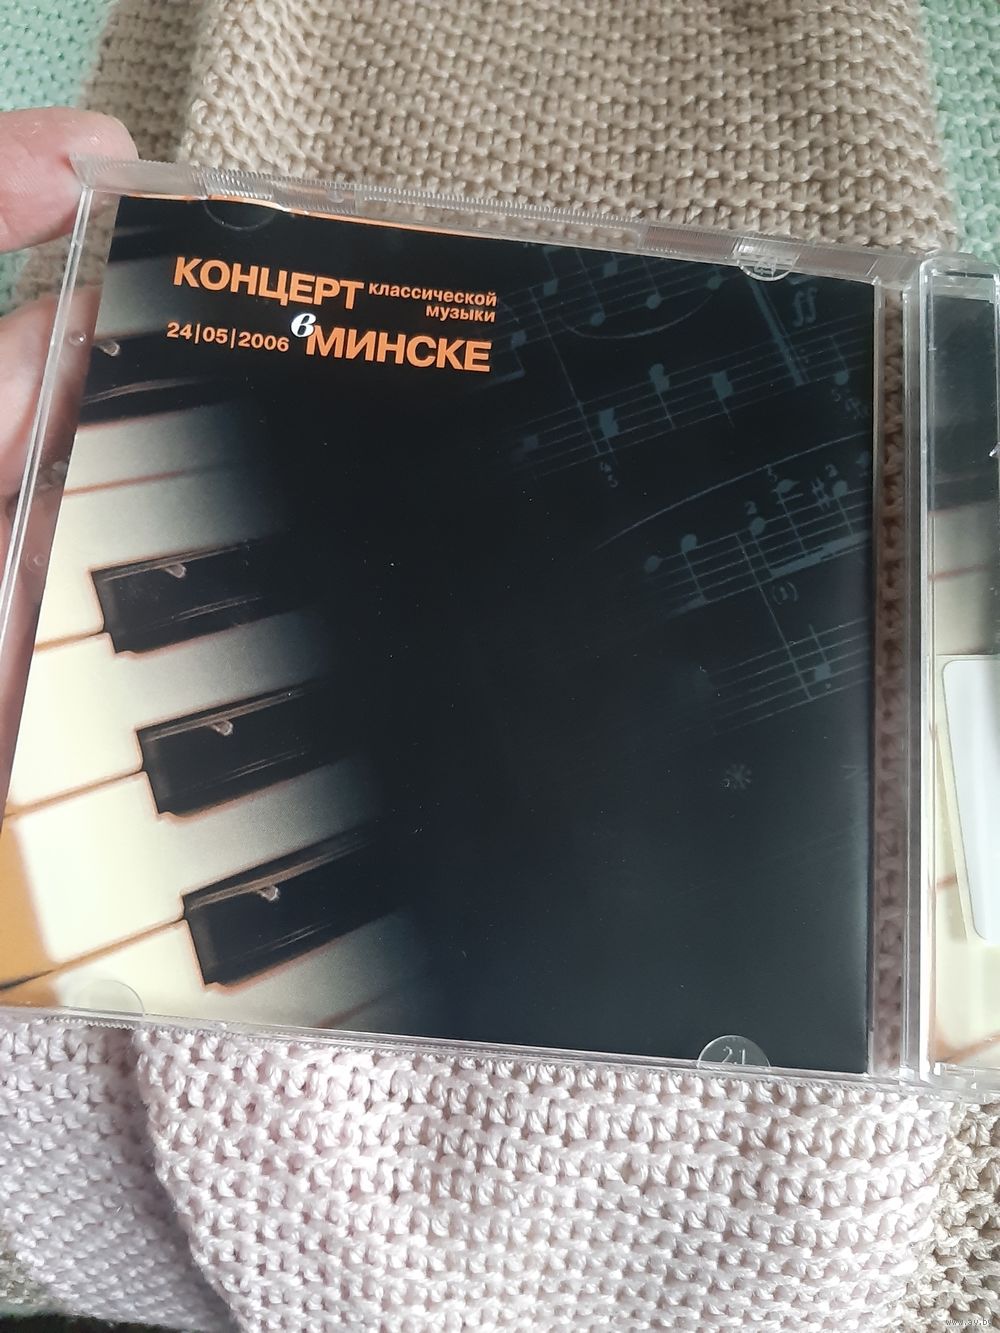 КОНЦЕРТ классической
музыки
24|05|2006 в МИНСКЕ